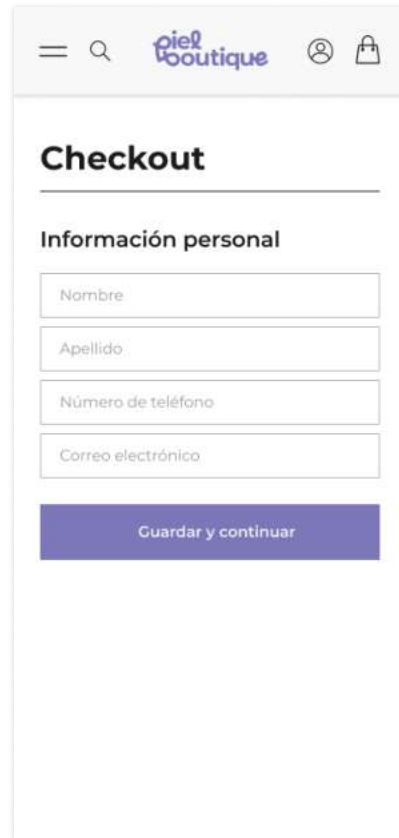 piel
boutique
Checkout
Información personal
Nombre
Apellido
Número de teléfono
Correo electrónico
Guardar y continuar